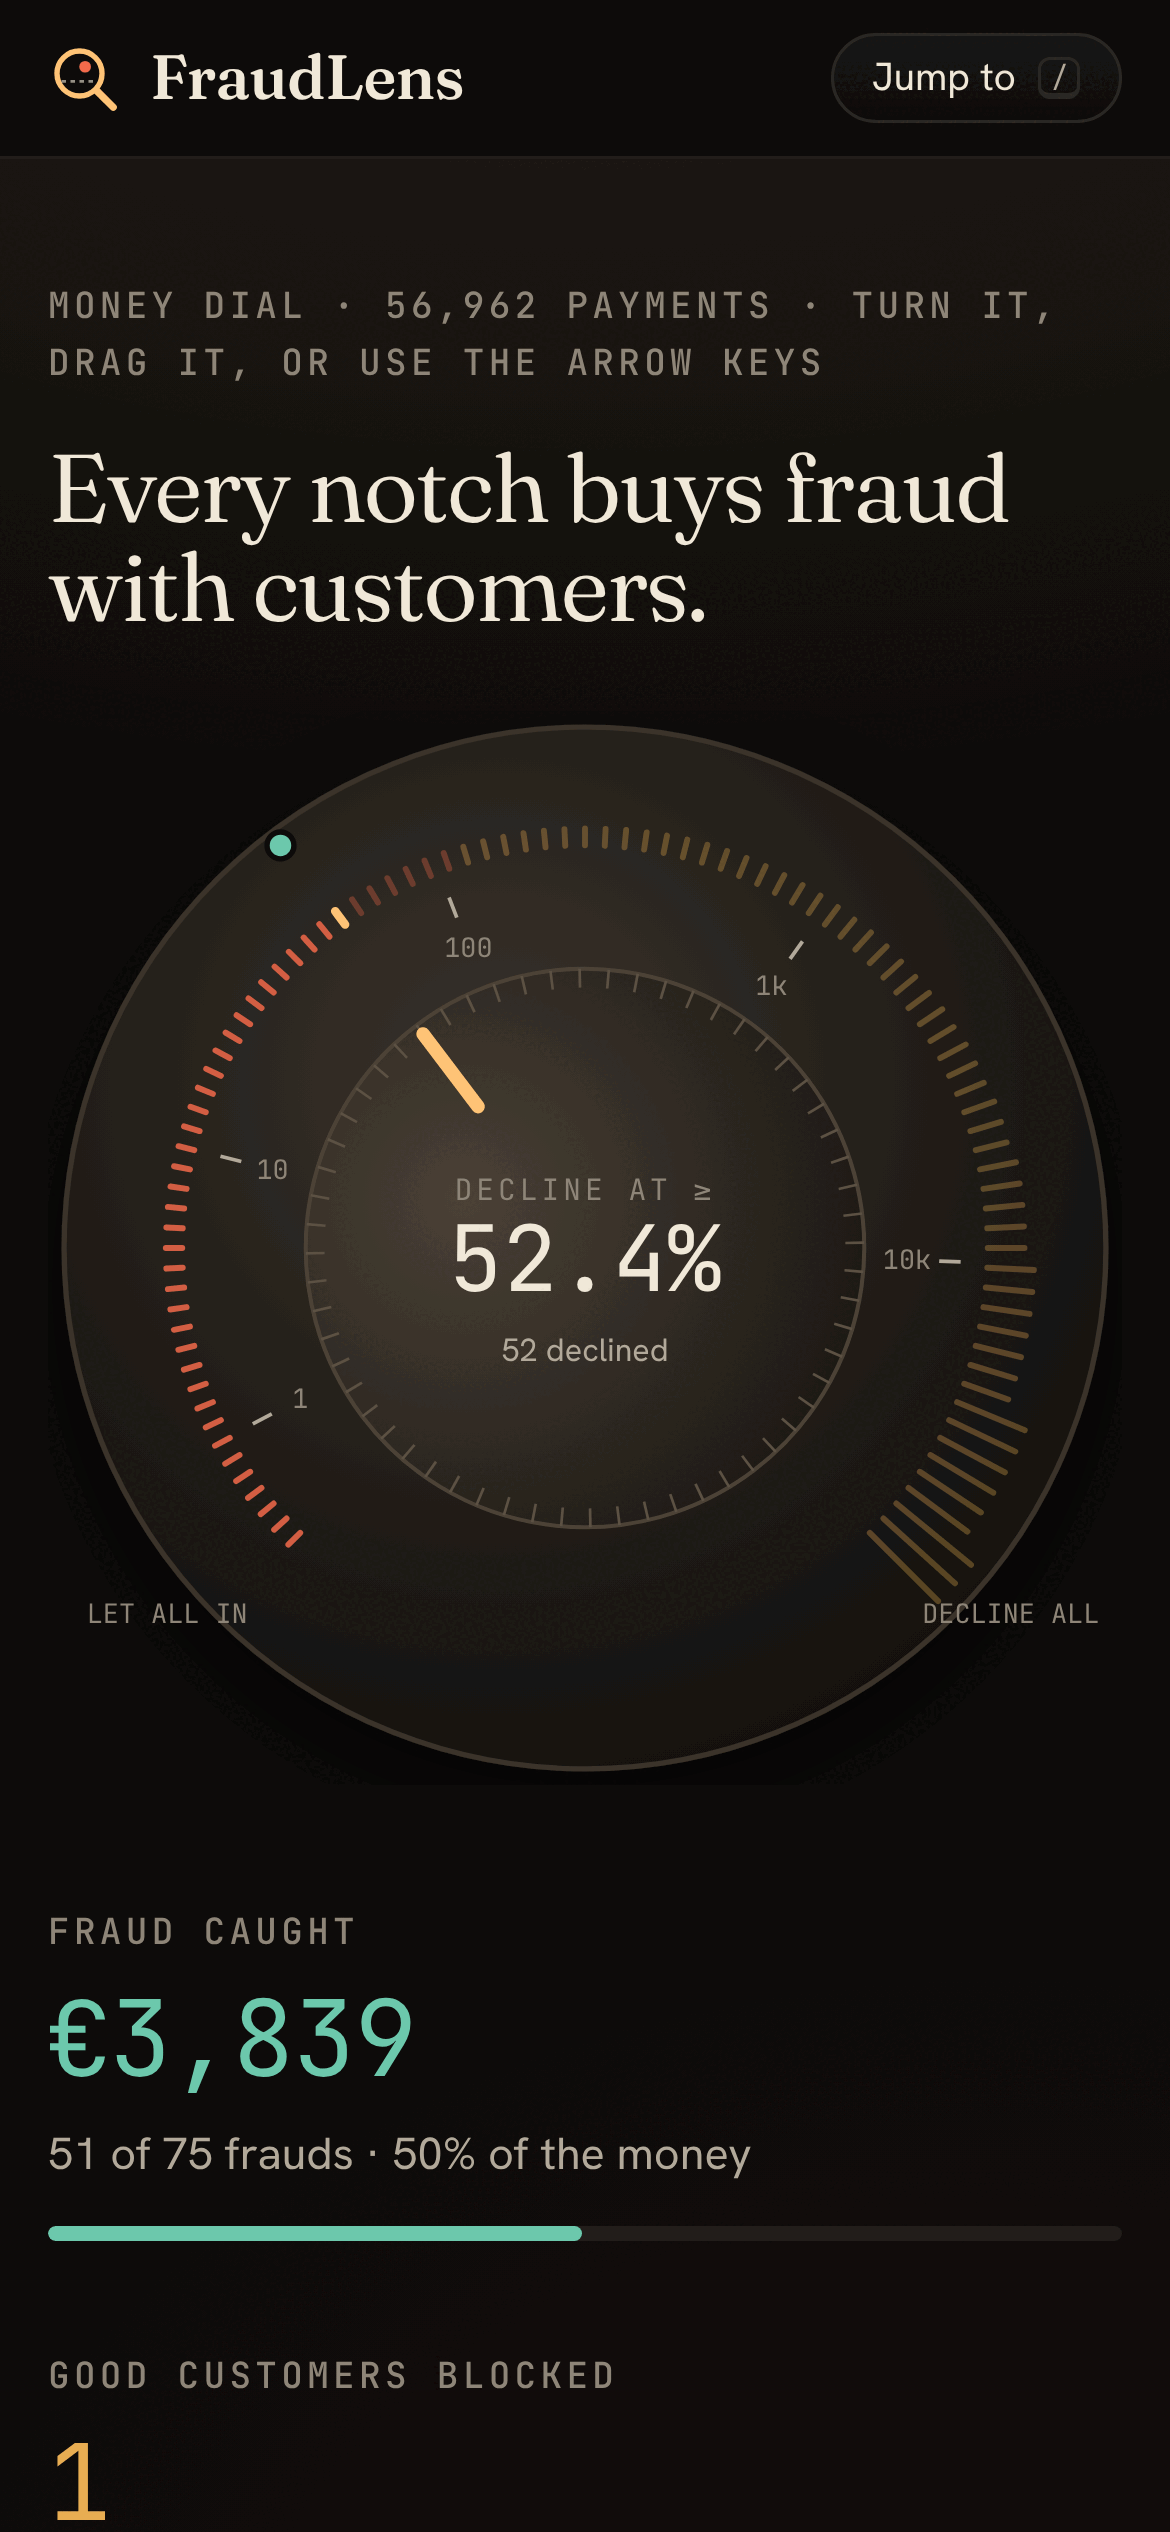 FraudLens
Jump to /
MONEY DIAL · 56,962 PAYMENTS · TURN IT,
DRAG IT, OR USE THE ARROW KEYS
Every notch buys fraud
with customers.
100
1k
10
10k
1
DECLINE AT ≥
52.4%
52 declined
LET ALL IN
DECLINE ALL
FRAUD CAUGHT
€3,839
51 of 75 frauds · 50% of the money
GOOD CUSTOMERS BLOCKED
1